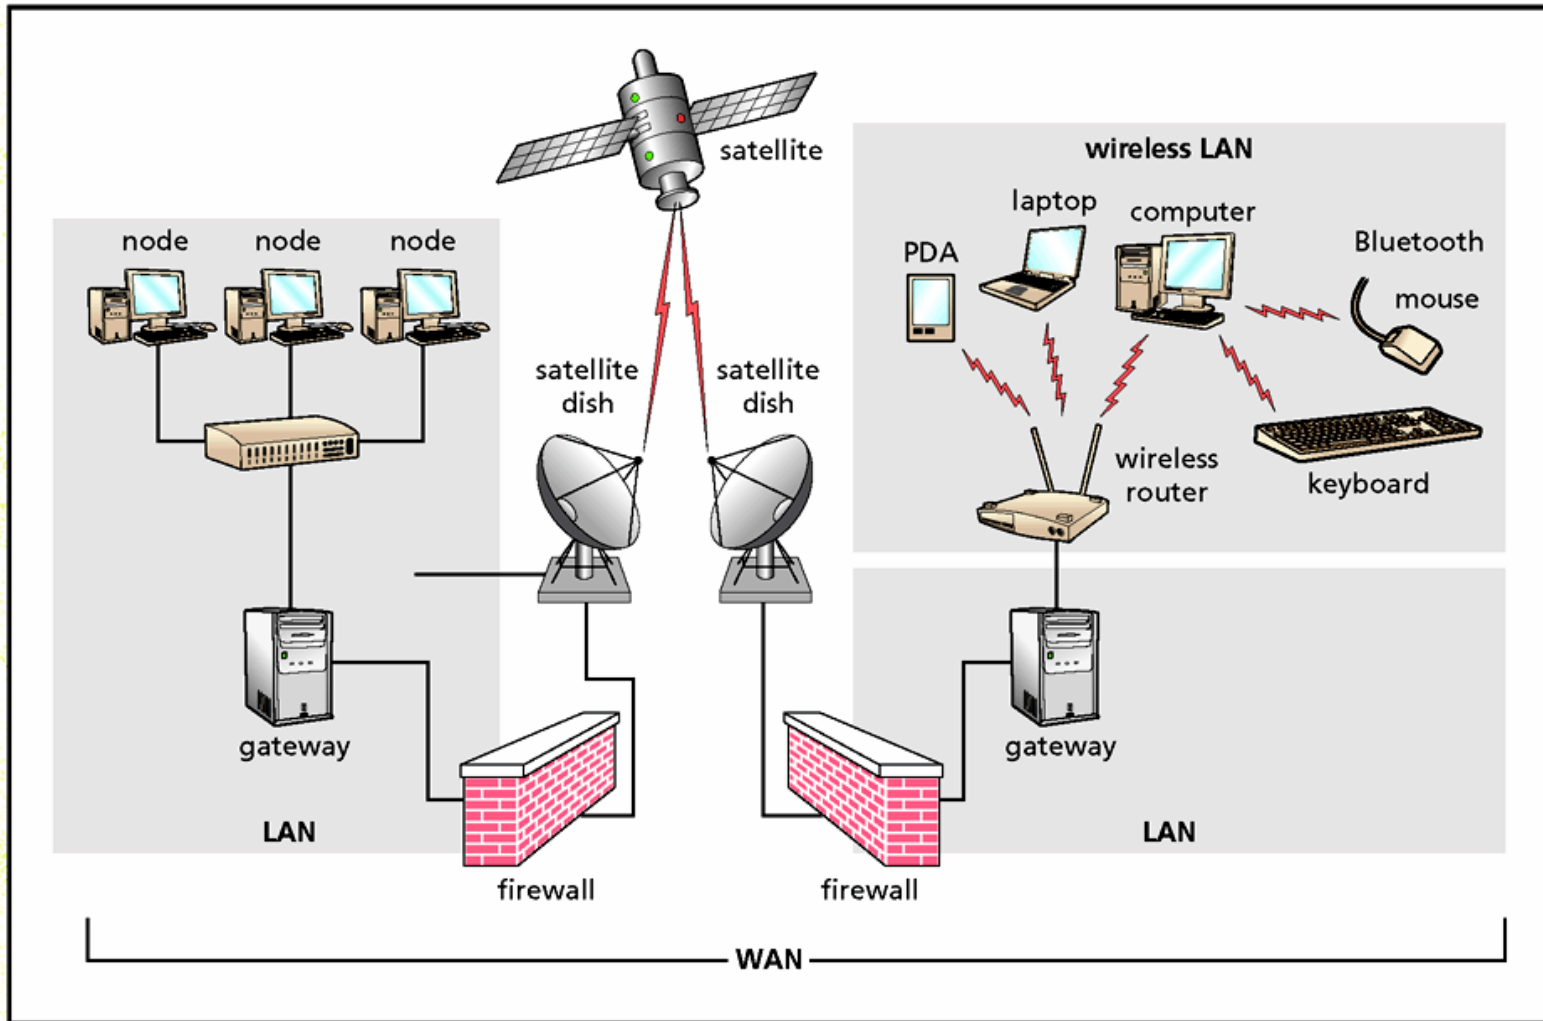 satellite
wireless LAN
node
node
node
laptop
computer
PDA
Bluetooth
mouse
satellite
dish
satellite
dish
wireless
router
keyboard
gateway
gateway
LAN
LAN
firewall
firewall
WAN